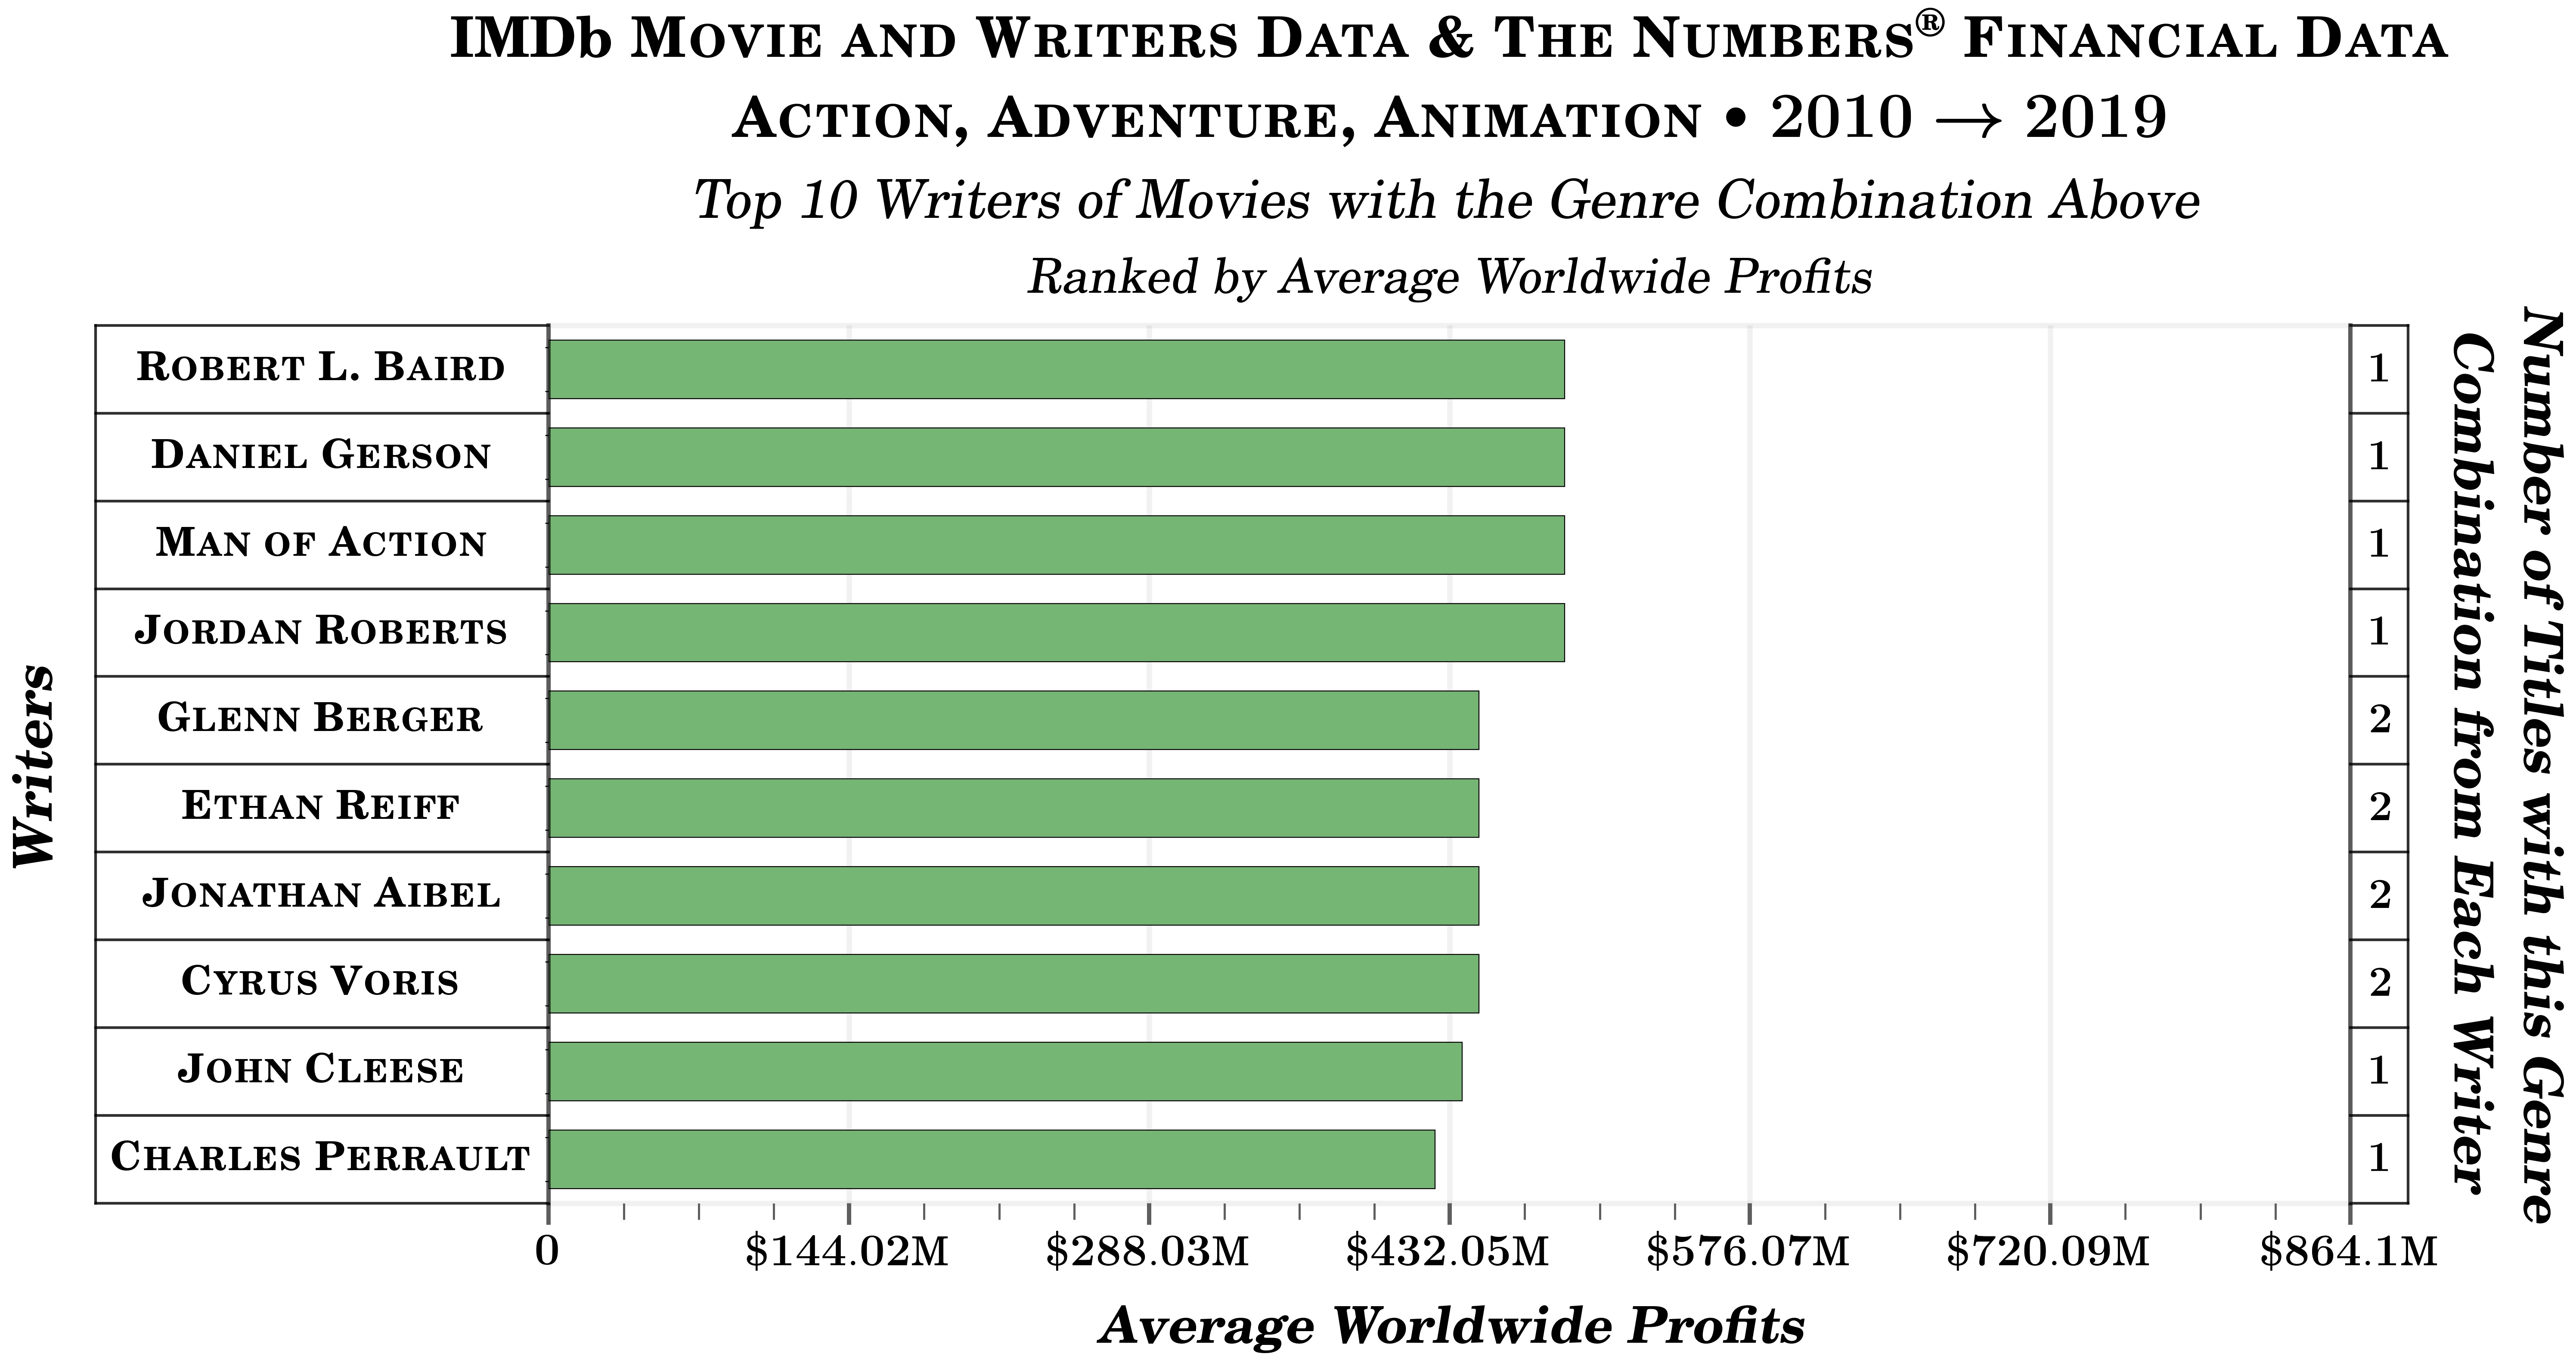 IMDb Movie and Writers Data & The Numbers® Financial Data
Action, Adventure, Animation • 2010 → 2019
Top 10 Writers of Movies with the Genre Combination Above
Ranked by Average Worldwide Profits
Writers
Robert L. Baird 1
Daniel Gerson 1
Man of Action 1
Jordan Roberts 1
Glenn Berger 2
Ethan Reiff 2
Jonathan Aibel 2
Cyrus Voris 2
John Cleese 1
Charles Perrault 1
Number of Titles with this Genre
Combination from Each Writer
0 $144.02M $288.03M $432.05M $576.07M $720.09M $864.1M
Average Worldwide Profits